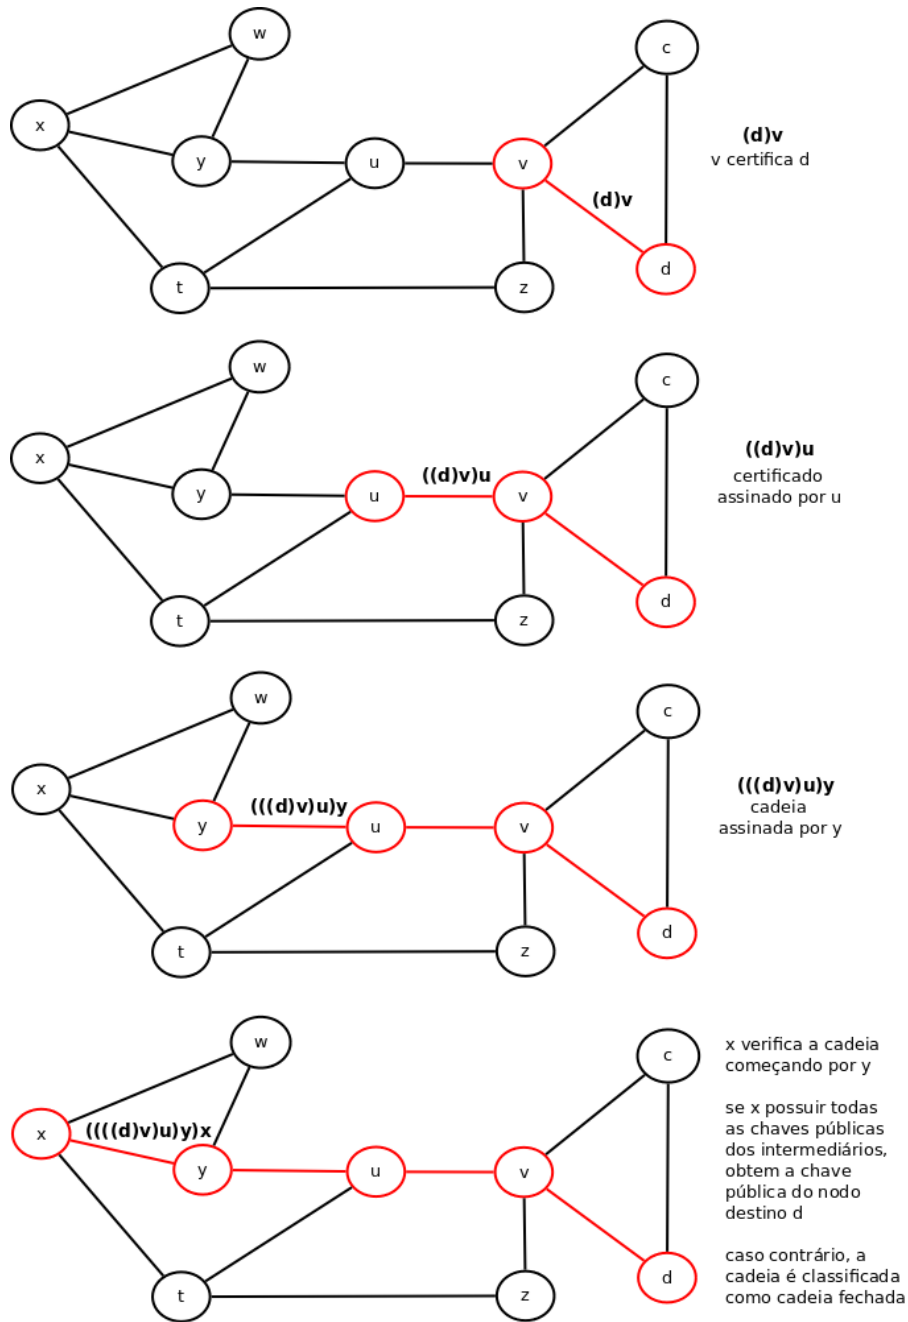 w
c
x
(d)v
v certifica d
y
u
v
(d)v
d
t
z
w
c
x
((d)v)u
certificado
assinado por u
((d)v)u
y
u
v
d
t
z
w
c
x
(((d)v)u)y
cadeia
assinada por y
(((d)v)u)y
y
u
v
d
t
z
w
c
x verifica a cadeia
começando por y
x
((((d)v)u)y)x
y
u
v
se x possuir todas
as chaves públicas
dos intermediários,
obtem a chave
pública do nodo
destino d
d
t
z
caso contrário, a
cadeia é classificada
como cadeia fechada